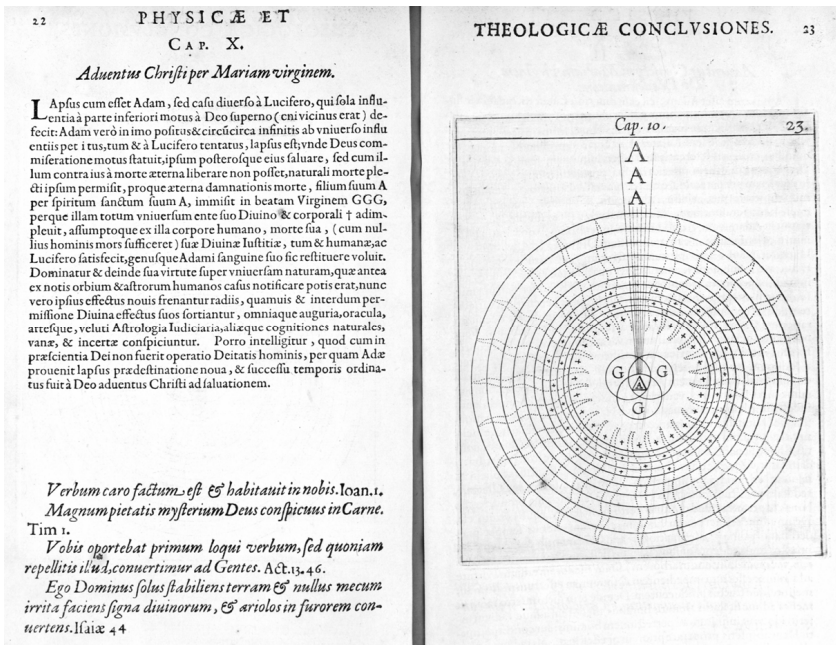 22
PHYSICÆ ET
CAP. X.
Aduentus Chriſti per Mariam virginem.
LApſus cum eſſet Adam, ſed caſu diuerſo à Lucifero, qui ſola influ-
entia à parte inferiori motus à Deo ſuperno (cui vicinus erat) de-
fecit: Adam verò in imo poſitus & circũcirca infinitis ab vniuerſo influ
entiis per itus, tum & à Lucifero tentatus, lapſus eſt; vnde Deus com-
miſeratione motus ſtatuit, ipſum poſteroſque eius ſaluare, ſed cum il-
lum contra ius à morte æterna liberare non poſſet, naturali morte ple-
cti ipſum permiſit, proque æterna damnationis morte, filium ſuum A
per ſpiritum ſanctum ſuum A, immiſit in beatam Virginem GGG,
perque illam totum vniuerſum ente ſuo Diuino & corporali † adim-
pleuit, aſſumptoque ex illa corpore humano, morte ſua, (cum nul-
lius hominis mors ſufficeret) ſuæ Diuinæ Iuſtitiæ, tum & humanæ, ac
Lucifero ſatisfecit, genuſque Adami ſanguine ſuo ſic reſtituere voluit.
Dominatur & deinde ſua virtute ſuper vniuerſam naturam, quæ antea
ex notis orbium & aſtrorum humanos caſus notificare potis erat, nunc
vero ipſius effectus nouis frenantur radiis, quamuis & interdum per-
miſſione Diuina effectus ſuos ſortiantur, omniaque auguria, oracula,
arteſque, veluti Aſtrologia Iudiciaria, aliæque cognitiones naturales,
vanæ, & incertæ conſpiciuntur. Porro intelligitur, quod cum in
præſcientia Dei non fuerit operatio Deitatis hominis, per quam Adæ
prouenit lapſus prædeſtinatione noua, & ſucceſſu temporis ordina-
tus fuit à Deo aduentus Chriſti ad ſaluationem.
Verbum caro factum eſt & habitauit in nobis. Ioan. 1.
Magnum pietatis myſterium Deus conſpicuus in Carne.
Tim 1.
Vobis oportebat primum loqui verbum, ſed quoniam
repellitis illud, conuertimur ad Gentes. Act. 13. 46.
Ego Dominus ſolus ſtabiliens terram & nullus mecum
irrita faciens ſigna diuinorum, & ariolos in furorem con-
uertens. Iſaiæ 44
THEOLOGICÆ CONCLVSIONES.
23
Cap. 10.
23.
A
A
A
G
G
A
G